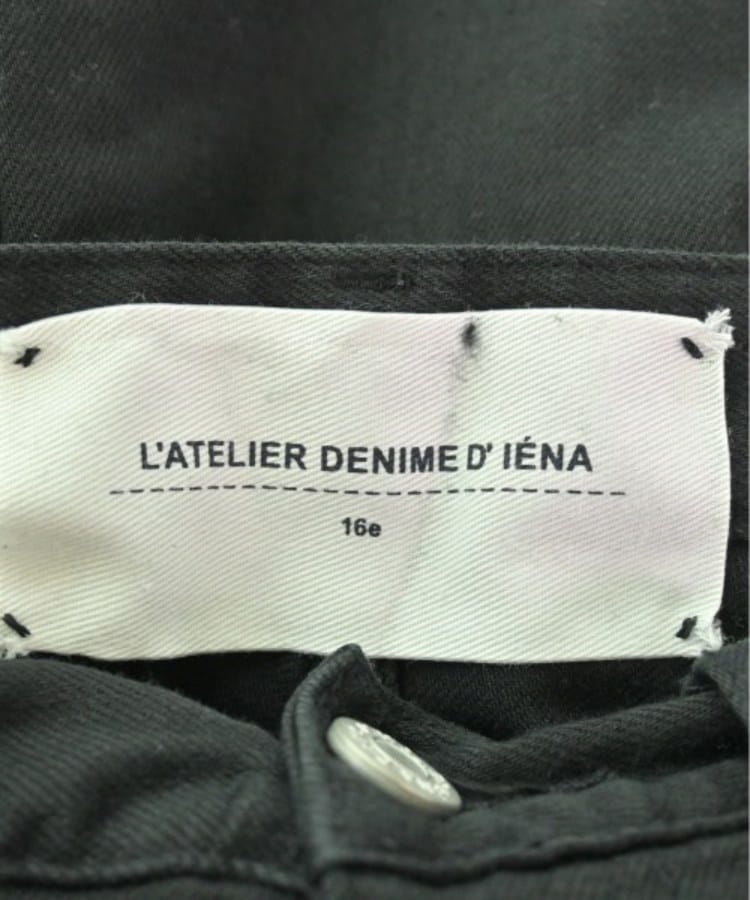 L'ATELIER DENIME D' IÉNA
16e